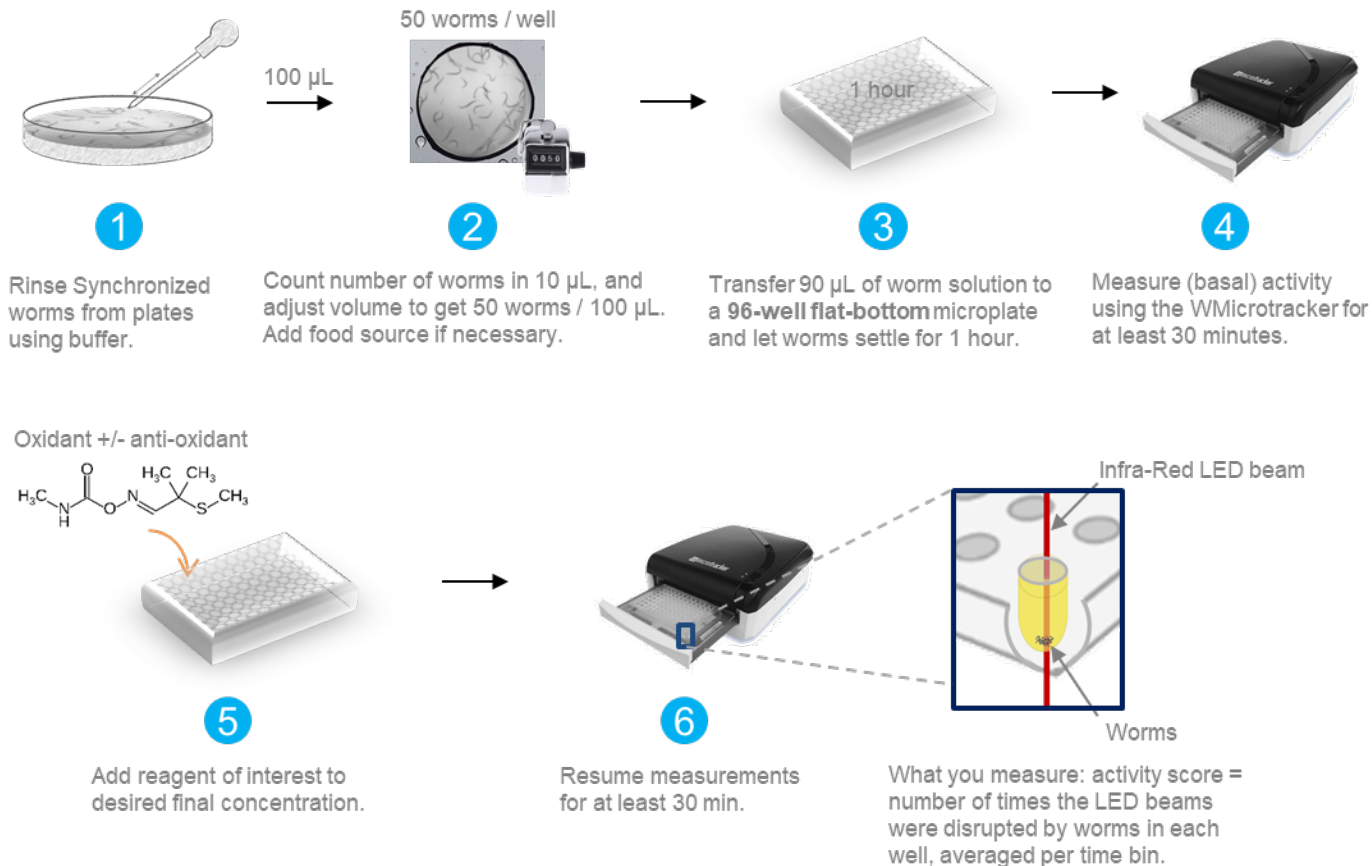 50 worms / well
100 µL
0050
1 hour
1
2
3
4
Rinse Synchronized
worms from plates
using buffer.
Count number of worms in 10 µL, and
adjust volume to get 50 worms / 100 µL.
Add food source if necessary.
Transfer 90 µL of worm solution to
a 96-well flat-bottom microplate
and let worms settle for 1 hour.
Measure (basal) activity
using the WMicrotracker for
at least 30 minutes.
Oxidant +/- anti-oxidant
O
H₃C
CH₃
H₃C
N
H
O
N
S
CH₃
Infra-Red LED beam
Worms
5
6
Add reagent of interest to
desired final concentration.
Resume measurements
for at least 30 min.
What you measure: activity score =
number of times the LED beams
were disrupted by worms in each
well, averaged per time bin.